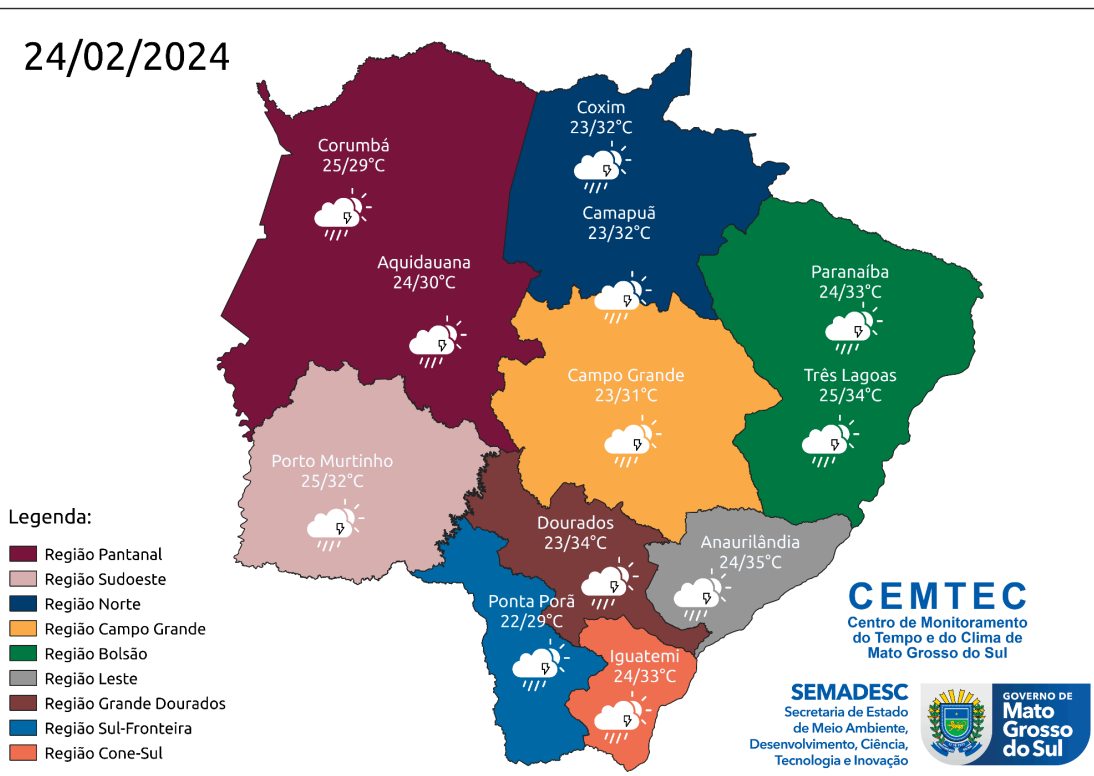 24/02/2024
Coxim
23/32°C
Corumbá
25/29°C
Camapuã
23/32°C
Aquidauana
24/30°C
Paranaíba
24/33°C
Campo Grande
23/31°C
Três Lagoas
25/34°C
Porto Murtinho
25/32°C
Dourados
23/34°C
Anaurilândia
24/35°C
Ponta Porã
22/29°C
Iguatemi
24/33°C
Legenda:
Região Pantanal
Região Sudoeste
Região Norte
Região Campo Grande
Região Bolsão
Região Leste
Região Grande Dourados
Região Sul-Fronteira
Região Cone-Sul
CEMTEC
Centro de Monitoramento
do Tempo e do Clima de
Mato Grosso do Sul
SEMADESC
Secretaria de Estado
de Meio Ambiente,
Desenvolvimento, Ciência,
Tecnologia e Inovação
GOVERNO DE
Mato
Grosso
do Sul